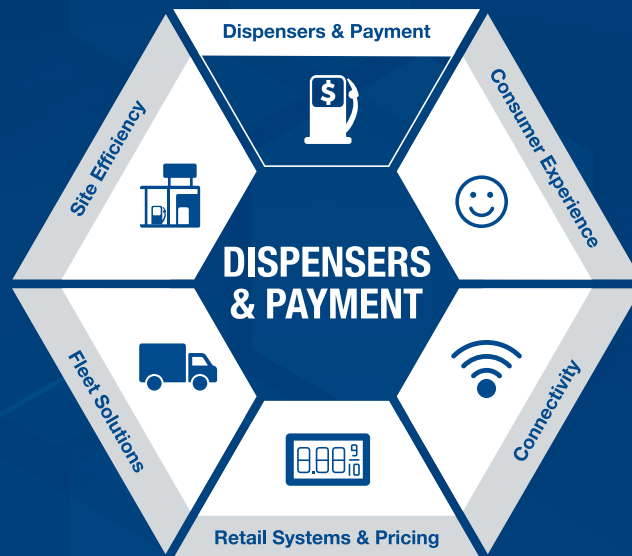 Dispensers & Payment
$
Site Efficiency
Consumer Experience
DISPENSERS
& PAYMENT
Fleet Solutions
Connectivity
8.88 9/10
Retail Systems & Pricing